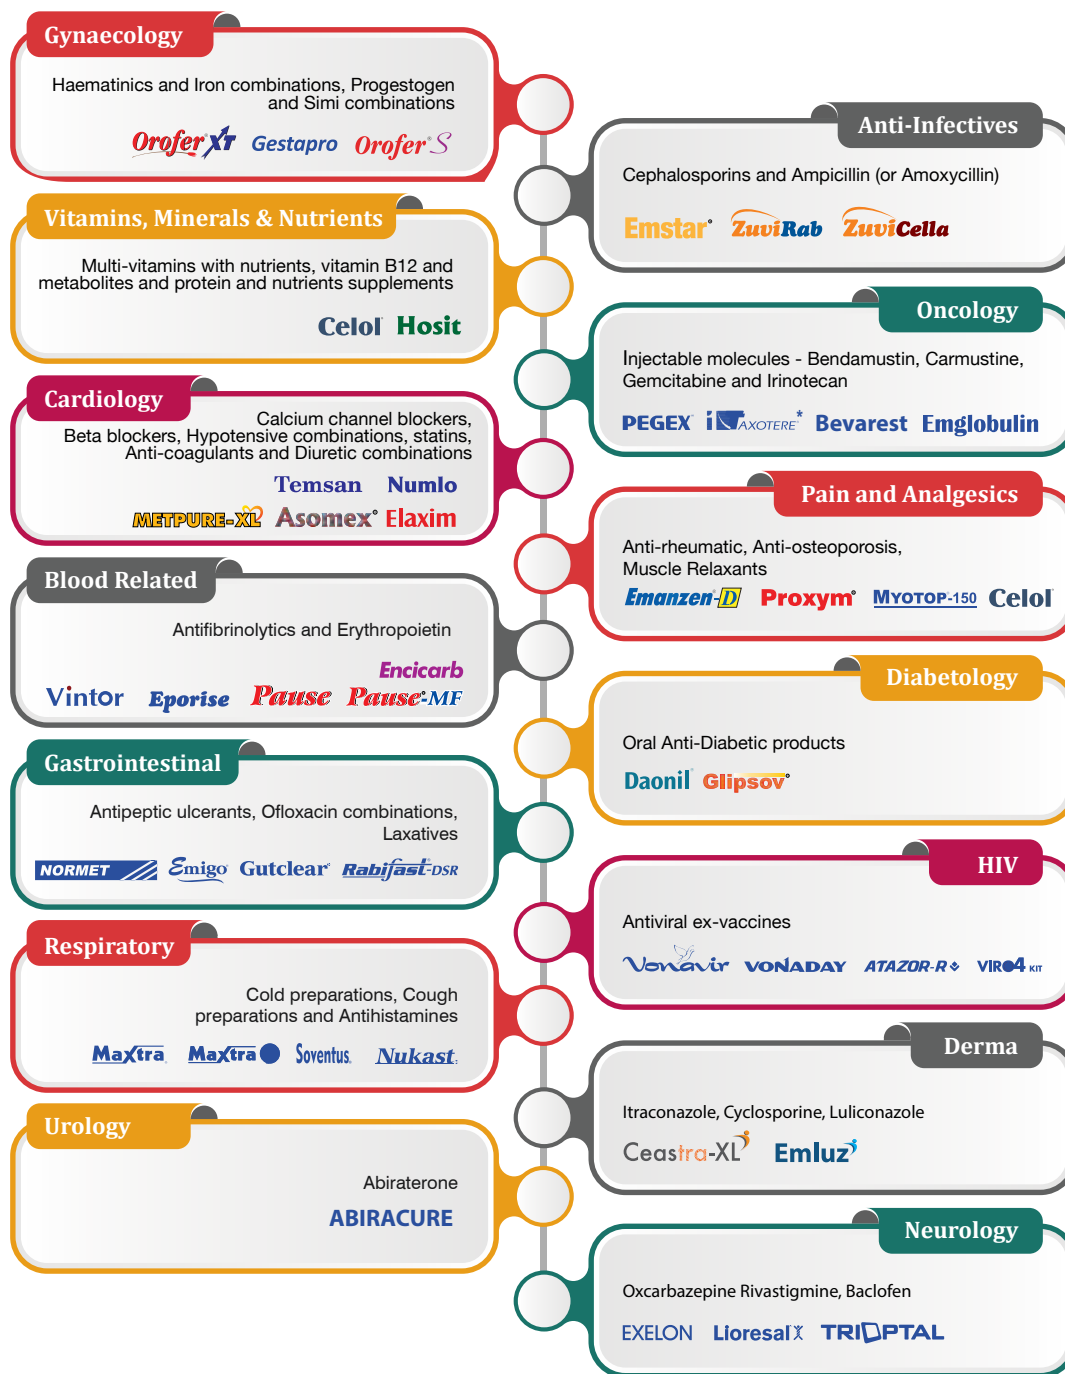 Gynaecology
Haematinics and Iron combinations, Progestogen
and Simi combinations
Orofer XT Gestapro Orofer S
Vitamins, Minerals & Nutrients
Multi-vitamins with nutrients, vitamin B12 and
metabolites and protein and nutrients supplements
Celol Hosit
Cardiology
Calcium channel blockers,
Beta blockers, Hypotensive combinations, statins,
Anti-coagulants and Diuretic combinations
Temsan Numlo
METPURE-XL Asomex Elaxim
Blood Related
Antifibrinolytics and Erythropoietin
Encicarb
Vintor Eporise Pause Pause-MF
Gastrointestinal
Antipeptic ulcerants, Ofloxacin combinations,
Laxatives
NORMET Emigo Gutclear Rabifast-DSR
Respiratory
Cold preparations, Cough
preparations and Antihistamines
Maxtra Maxtra Soventus Nukast
Urology
Abiraterone
ABIRACURE
Anti-Infectives
Cephalosporins and Ampicillin (or Amoxycillin)
Emstar ZuviRab ZuviCella
Oncology
Injectable molecules - Bendamustin, Carmustine,
Gemcitabine and Irinotecan
PEGEX iTAXOTERE* Bevarest Emglobulin
Pain and Analgesics
Anti-rheumatic, Anti-osteoporosis,
Muscle Relaxants
Emanzen-D Proxym MYOTOP-150 Celol
Diabetology
Oral Anti-Diabetic products
Daonil Glipsov
HIV
Antiviral ex-vaccines
Vonavir VONADAY ATAZOR-R VIRO4 KIT
Derma
Itraconazole, Cyclosporine, Luliconazole
Ceastra-XL Emluz
Neurology
Oxcarbazepine Rivastigmine, Baclofen
EXELON Lioresal TRIOPTAL